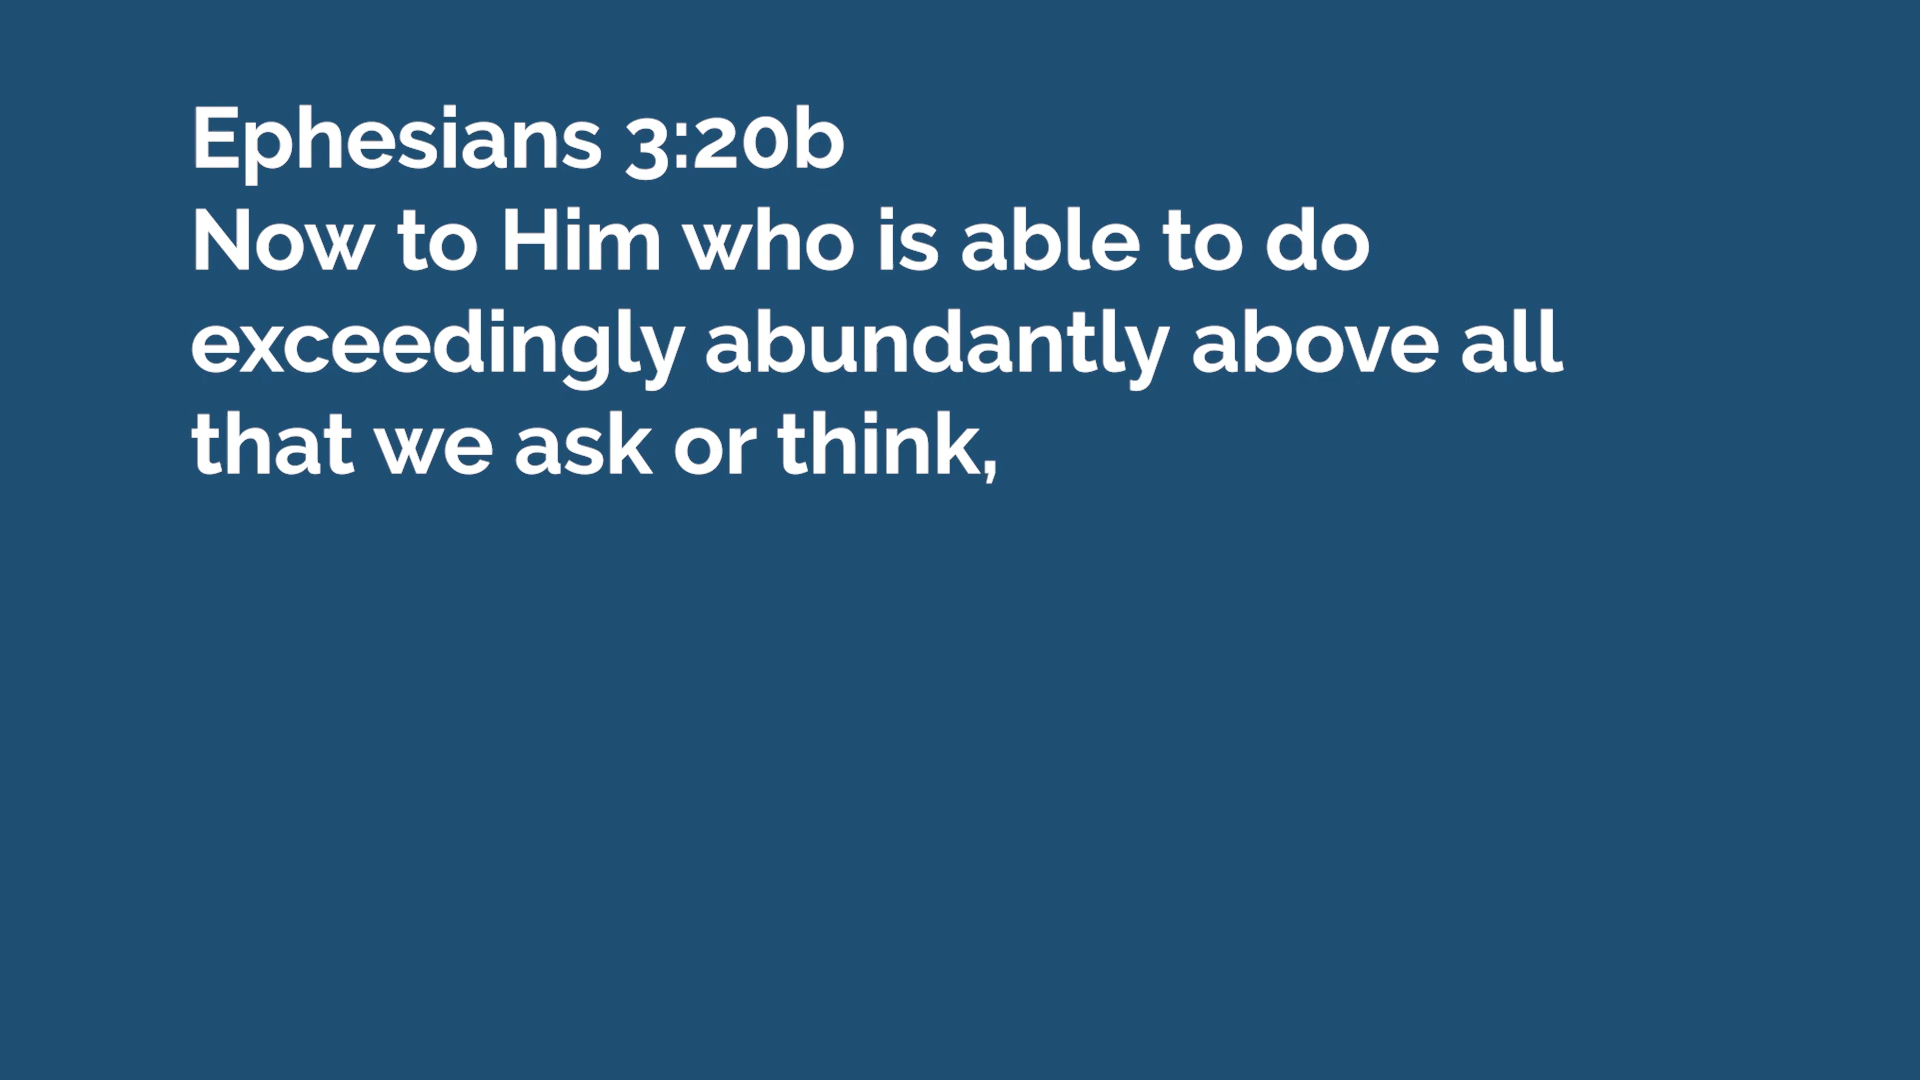 Ephesians 3:20b
Now to Him who is able to do
exceedingly abundantly above all
that we ask or think,